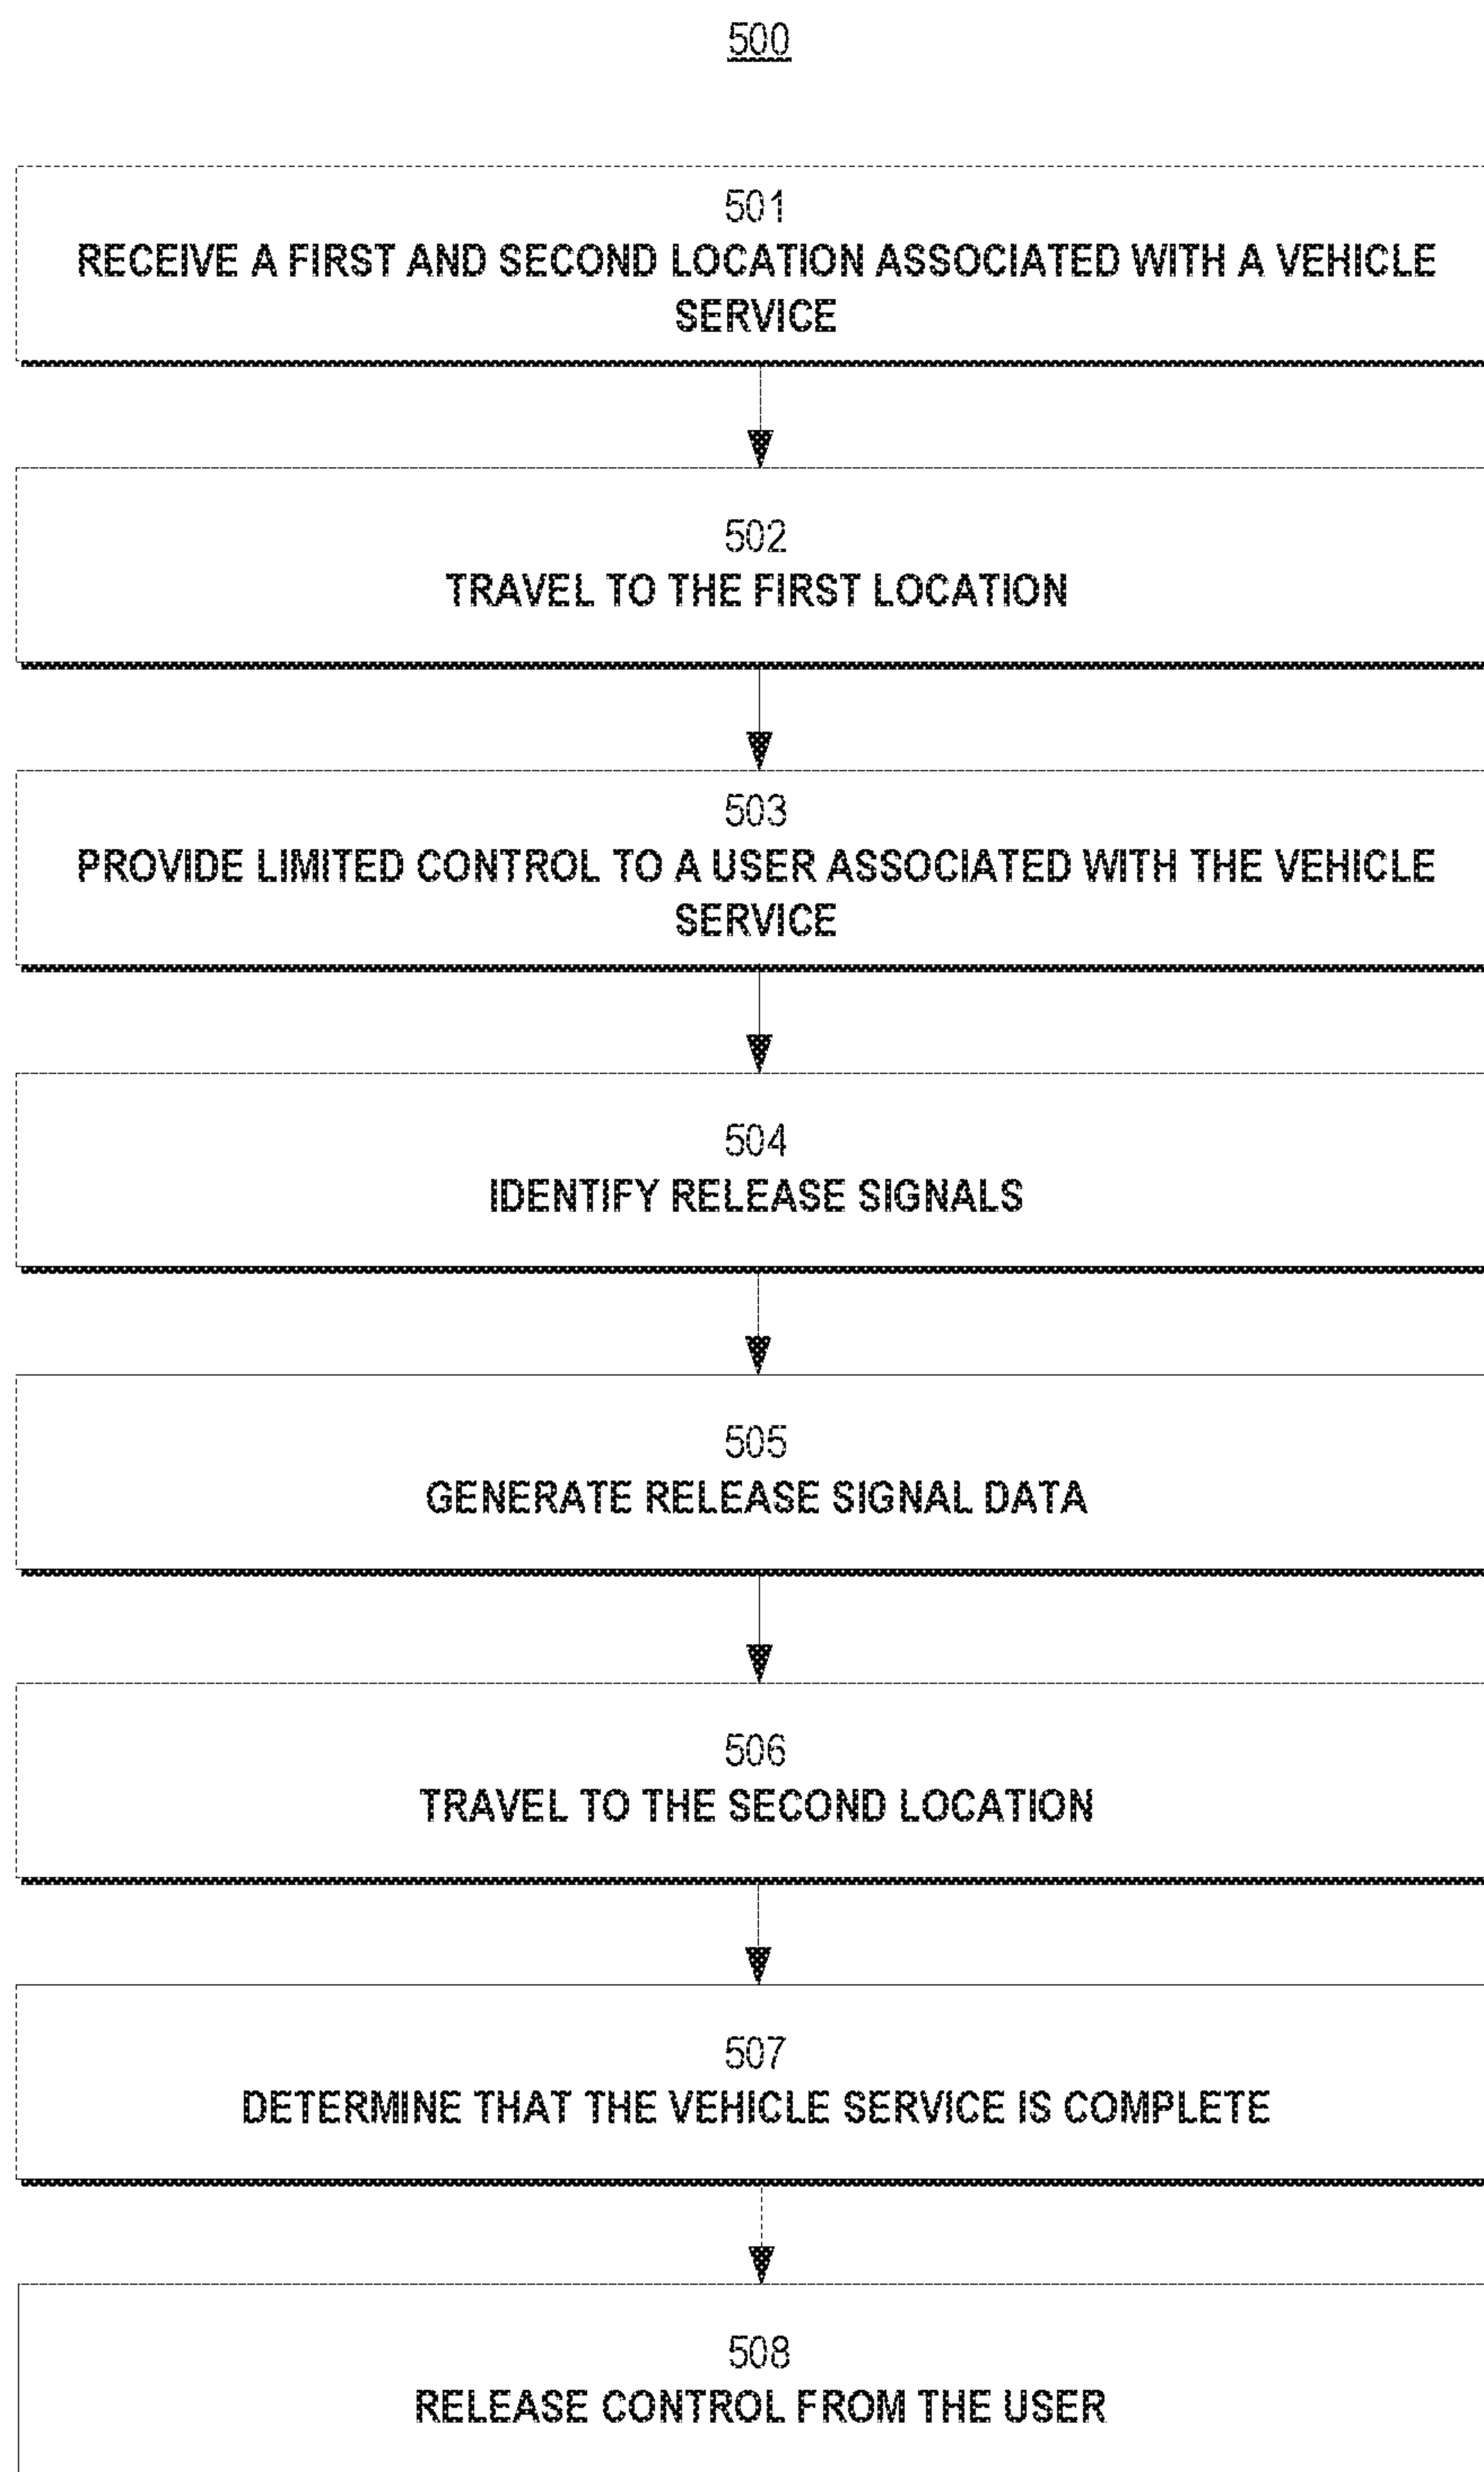 500
501
RECEIVE A FIRST AND SECOND LOCATION ASSOCIATED WITH A VEHICLE
SERVICE
502
TRAVEL TO THE FIRST LOCATION
503
PROVIDE LIMITED CONTROL TO A USER ASSOCIATED WITH THE VEHICLE
SERVICE
504
IDENTIFY RELEASE SIGNALS
505
GENERATE RELEASE SIGNAL DATA
506
TRAVEL TO THE SECOND LOCATION
507
DETERMINE THAT THE VEHICLE SERVICE IS COMPLETE
508
RELEASE CONTROL FROM THE USER